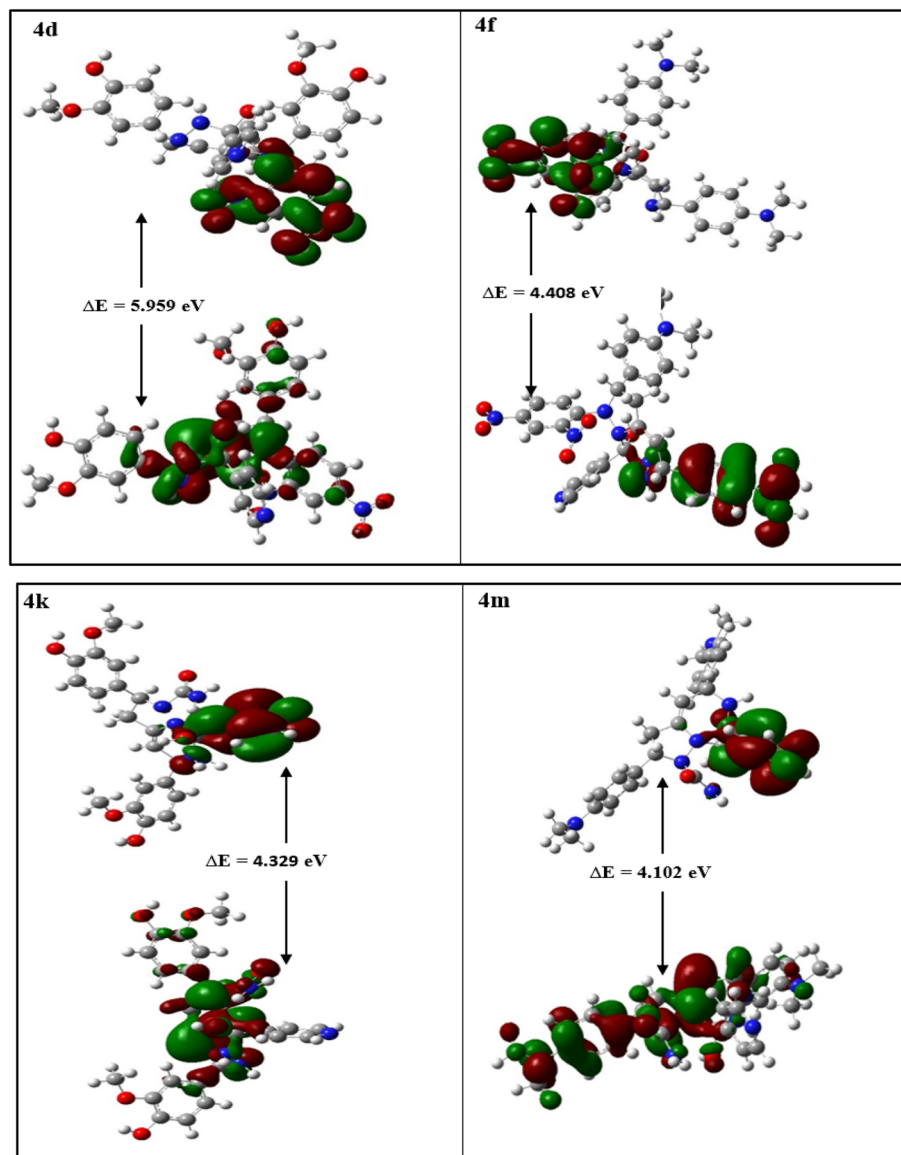 4d
4f
ΔE = 5.959 eV
ΔE = 4.408 eV
4k
4m
ΔE = 4.329 eV
ΔE = 4.102 eV